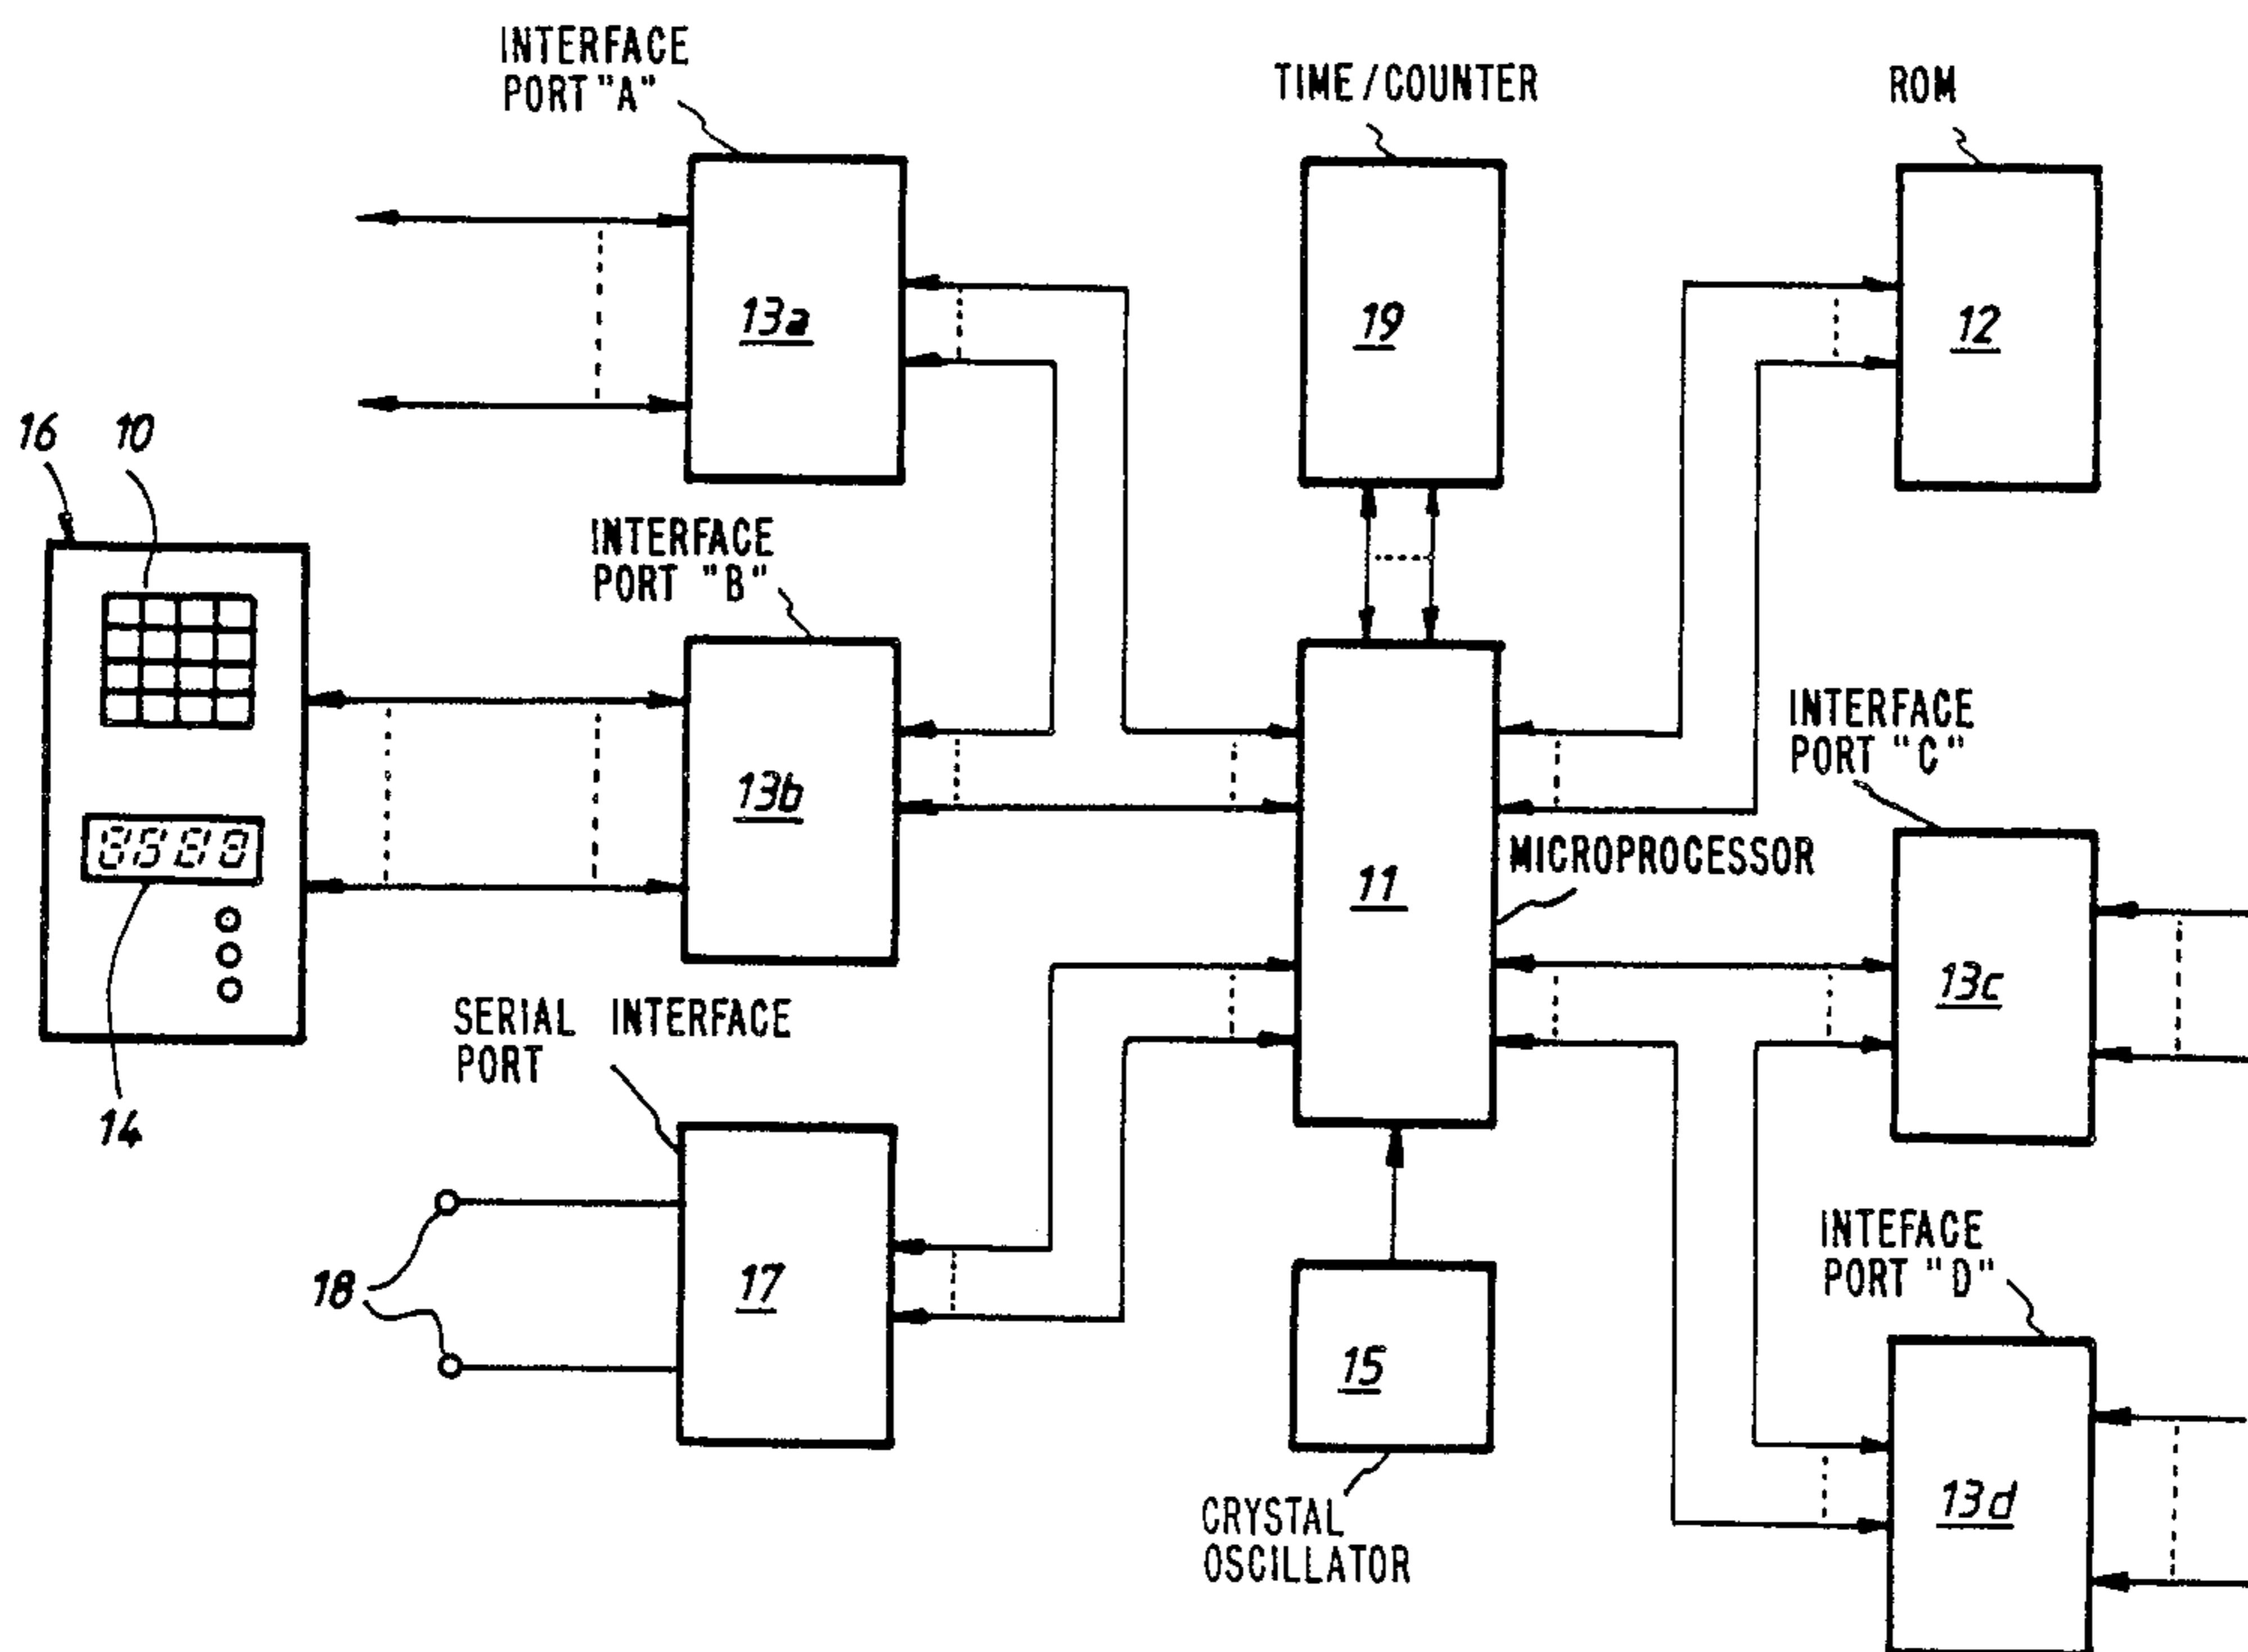 INTERFACE
PORT "A"
TIME/COUNTER
ROM
13a
19
12
16
10
INTERFACE
PORT "B"
13b
14
INTERFACE
PORT "C"
MICROPROCESSOR
11
13c
SERIAL INTERFACE
PORT
17
18
15
CRYSTAL
OSCILLATOR
INTEFACE
PORT "D"
13d